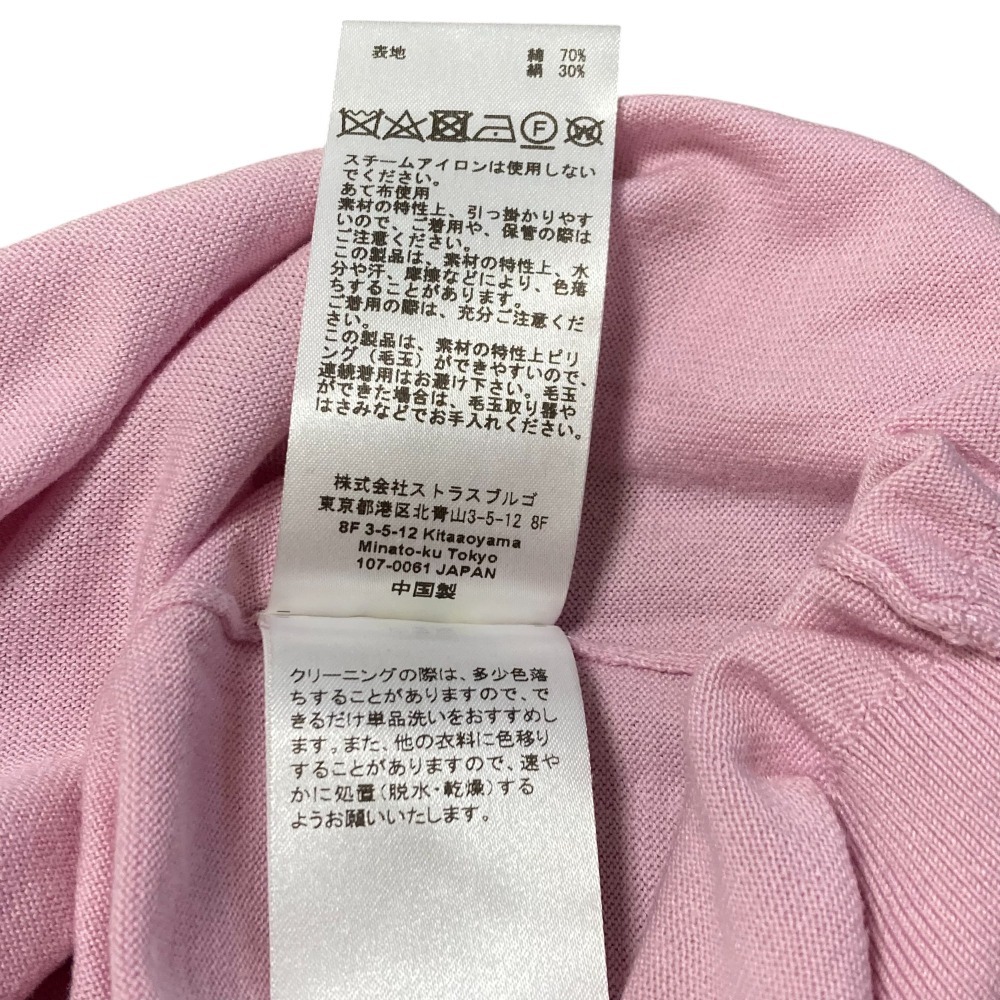 表地 綿 70%
絹 30%
F
W
スチームアイロンは使用しない
でください。
あて布使用
素材の特性上、引っ掛かりやす
いので、ご着用や、保管の際は
ご注意ください。
この製品は、素材の特性上、水
分や汗、摩擦などにより、色落
ちすることがあります。
ご着用の際は、充分ご注意くだ
さい。
この製品は、素材の特性上ピリ
ング（毛玉）ができやすいので、
連続着用はお避け下さい。毛玉
ができた場合は、毛玉取り器や
はさみなどでお手入れください。
株式会社ストラスブルゴ
東京都港区北青山3-5-12 8F
8F 3-5-12 Kitaaoyama
Minato-ku Tokyo
107-0061 JAPAN
中国製
クリーニングの際は、多少色落
ちすることがありますので、で
きるだけ単品洗いをおすすめし
ます。また、他の衣料に色移り
することがありますので、速や
かに処置（脱水・乾燥）する
ようお願いいたします。